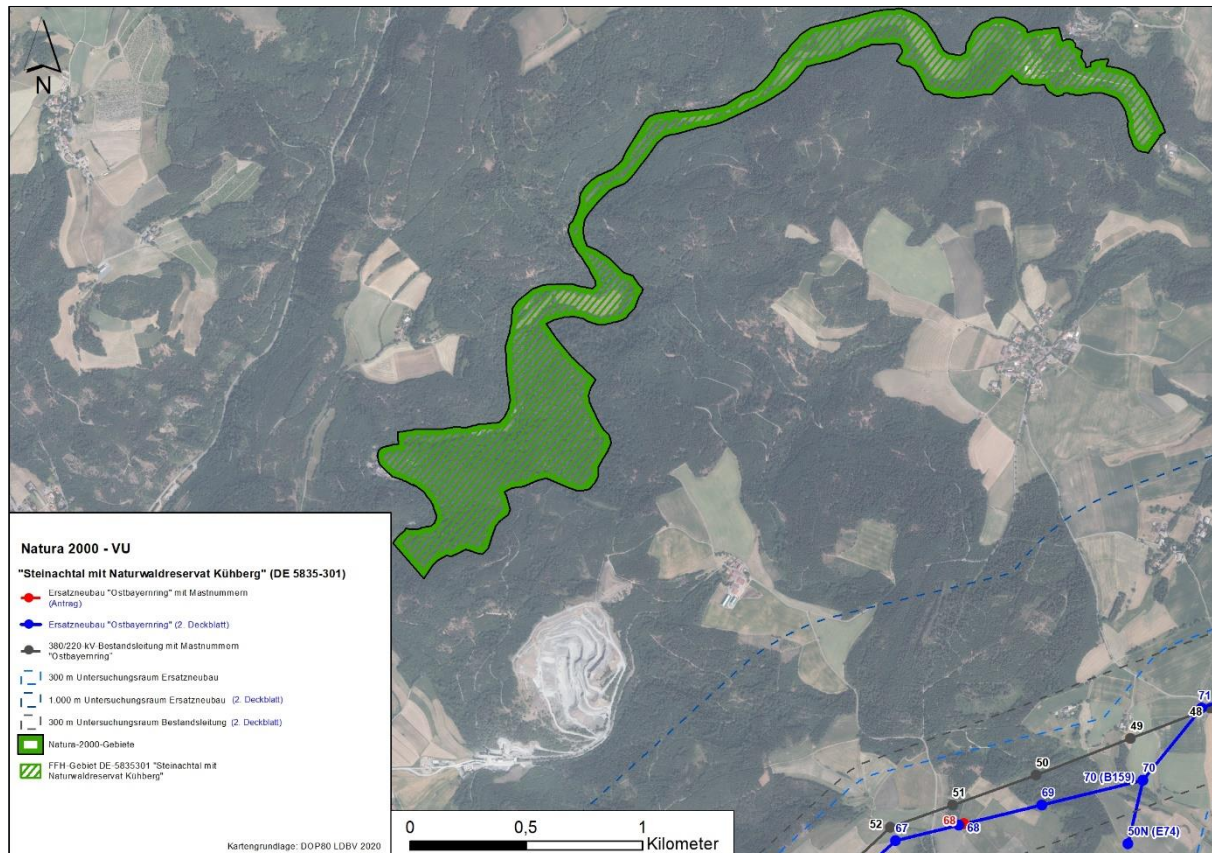 N
Natura 2000 - VU
"Steinachtal mit Naturwaldreservat Kühberg" (DE 5835-301)
Ersatzneubau "Ostbayernring" mit Mastnummern
(Antrag)
Ersatzneubau "Ostbayernring" (2. Deckblatt)
380/220-kV-Bestandsleitung mit Mastnummern
"Ostbayernring"
300 m Untersuchungsraum Ersatzneubau
1.000 m Untersuchungsraum Ersatzneubau (2. Deckblatt)
300 m Untersuchungsraum Bestandsleitung (2. Deckblatt)
Natura-2000-Gebiete
FFH-Gebiet DE-5835301 "Steinachtal mit
Naturwaldreservat Kühberg"
Kartengrundlage: DOP80 LDBV 2020
0 0,5 1
Kilometer
71
48
49
50
70
70 (B159)
51
69
52
67
68
68
50N (E74)